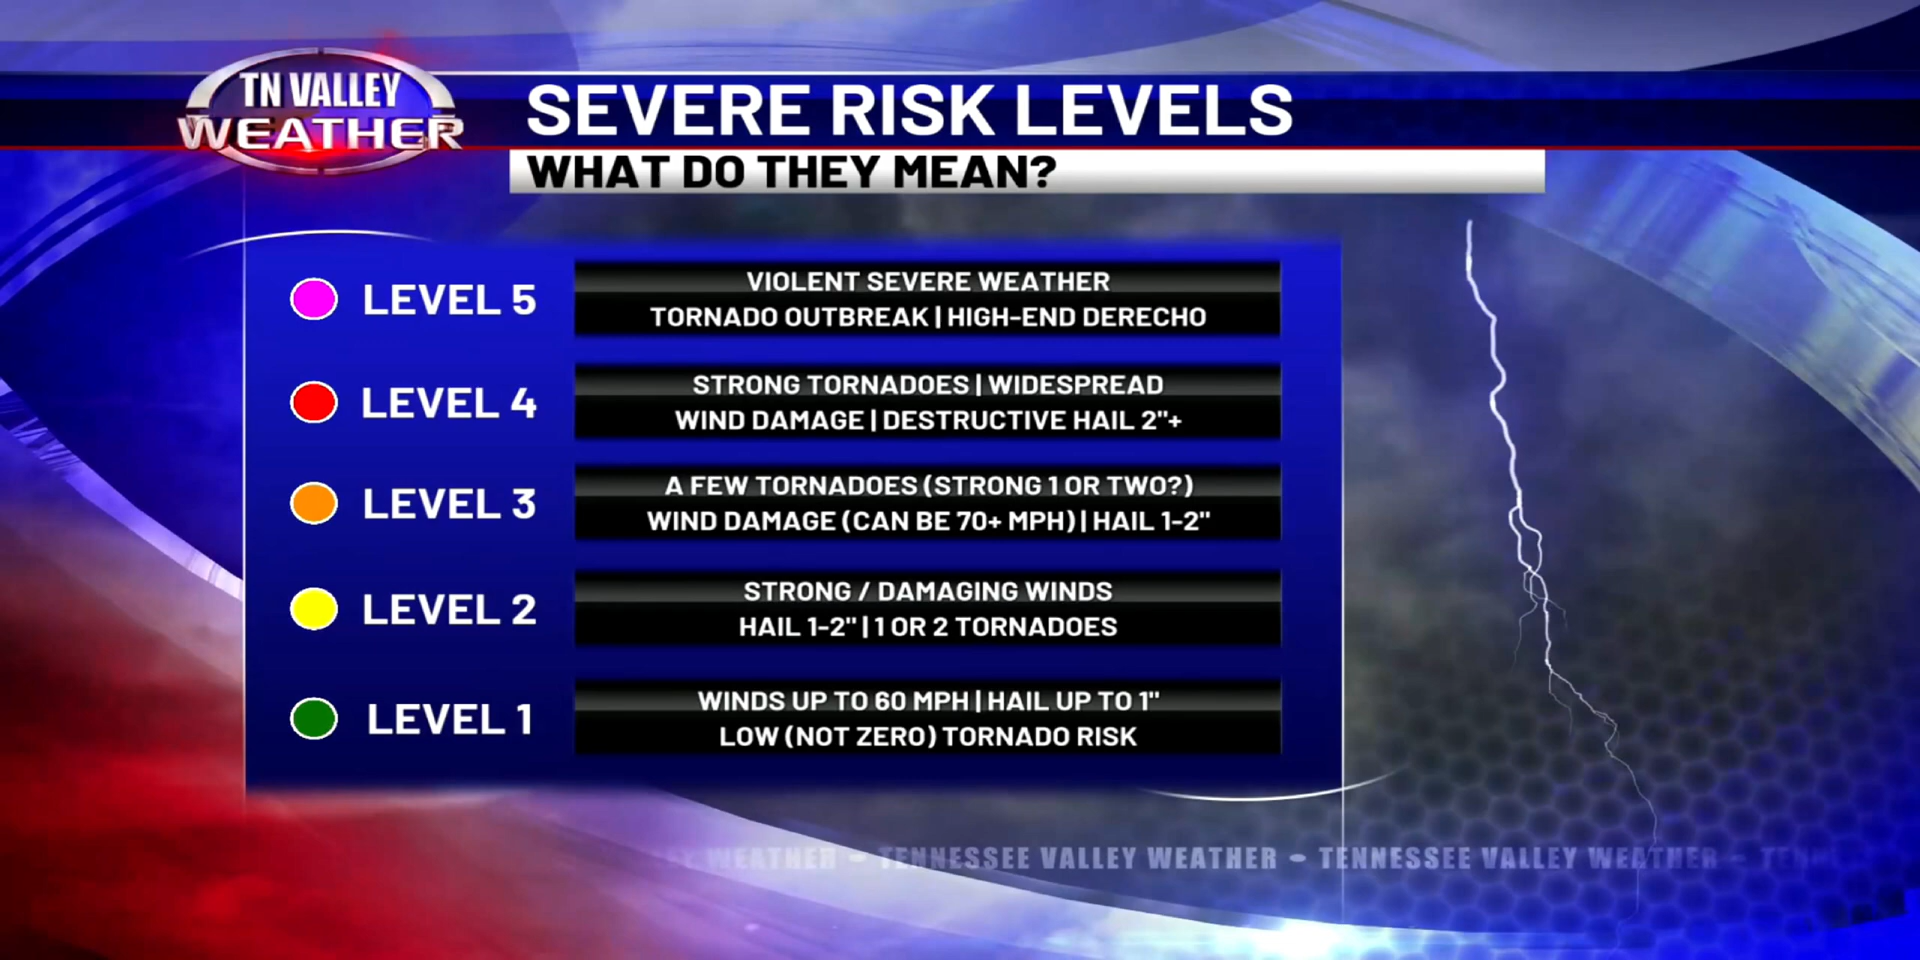 TN VALLEY
WEATHER
SEVERE RISK LEVELS
WHAT DO THEY MEAN?
LEVEL 5
VIOLENT SEVERE WEATHER
TORNADO OUTBREAK | HIGH-END DERECHO
LEVEL 4
STRONG TORNADOES | WIDESPREAD
WIND DAMAGE | DESTRUCTIVE HAIL 2"+
LEVEL 3
A FEW TORNADOES (STRONG 1 OR TWO?)
WIND DAMAGE (CAN BE 70+ MPH) | HAIL 1-2"
LEVEL 2
STRONG / DAMAGING WINDS
HAIL 1-2" | 1 OR 2 TORNADOES
LEVEL 1
WINDS UP TO 60 MPH | HAIL UP TO 1"
LOW (NOT ZERO) TORNADO RISK
WEATHER - TENNESSEE VALLEY WEATHER - TENNESSEE VALLEY WEATHER -